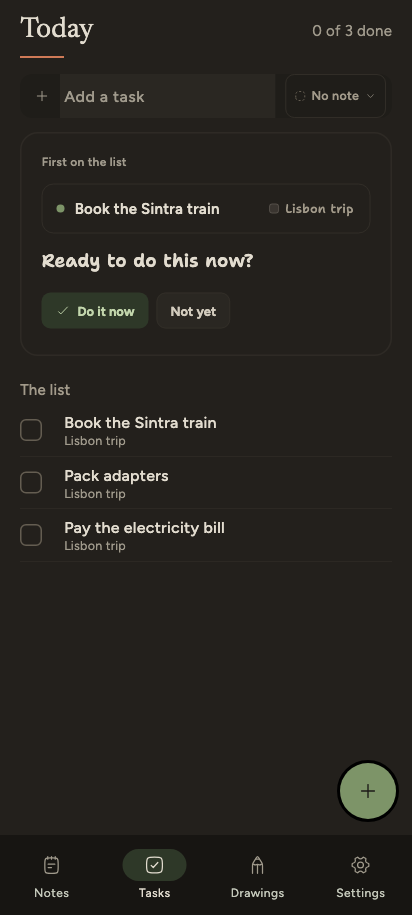 Today
0 of 3 done
Add a task
No note
First on the list
Book the Sintra train
Lisbon trip
Ready to do this now?
Do it now
Not yet
The list
Book the Sintra train
Lisbon trip
Pack adapters
Lisbon trip
Pay the electricity bill
Lisbon trip
Notes
Tasks
Drawings
Settings